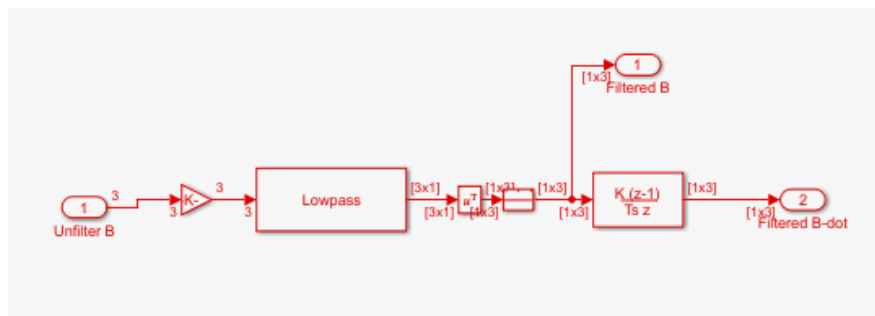 1
[1x3]
Filtered B
3
3
[3x1]
[1x3]
[1x3]
K (z-1)
[1x3]
1
-K-
Lowpass
uT
2
3
3
[3x1]
[1x3]
[1x3]
Ts z
[1x3]
Unfilter B
Filtered B-dot